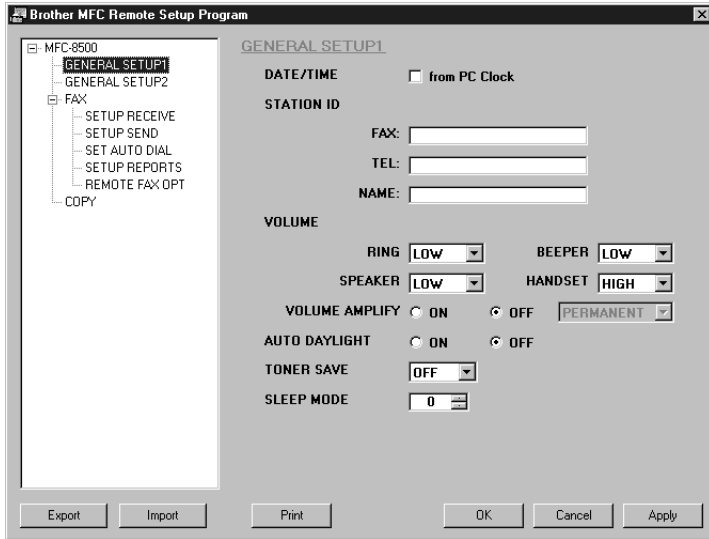 Brother MFC Remote Setup Program
MFC-8500
GENERAL SETUP1
GENERAL SETUP2
FAX
SETUP RECEIVE
SETUP SEND
SET AUTO DIAL
SETUP REPORTS
REMOTE FAX OPT
COPY
GENERAL SETUP1
DATE/TIME from PC Clock
STATION ID
FAX:
TEL:
NAME:
VOLUME
RING LOW BEEPER LOW
SPEAKER LOW HANDSET HIGH
VOLUME AMPLIFY ON OFF PERMANENT
AUTO DAYLIGHT ON OFF
TONER SAVE OFF
SLEEP MODE 0
Export Import Print OK Cancel Apply